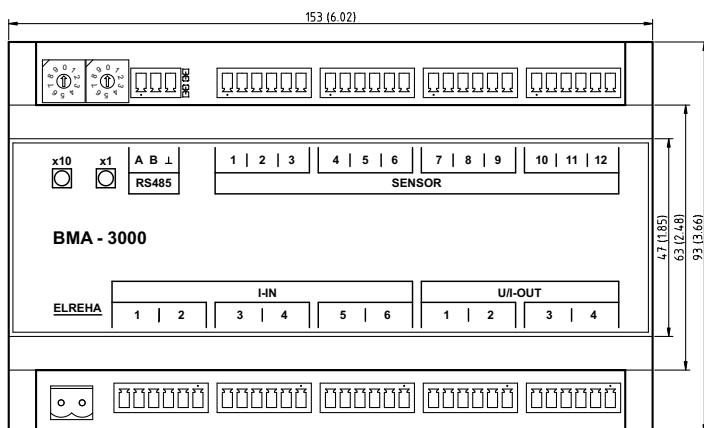 153 (6.02)
x10 x1 A B ⊥ 1 2 3 4 5 6 7 8 9 10 11 12
RS485 SENSOR
BMA - 3000
I-IN U/I-OUT
ELREHA 1 2 3 4 5 6 1 2 3 4
47 (1.85)
63 (2.48)
93 (3.66)